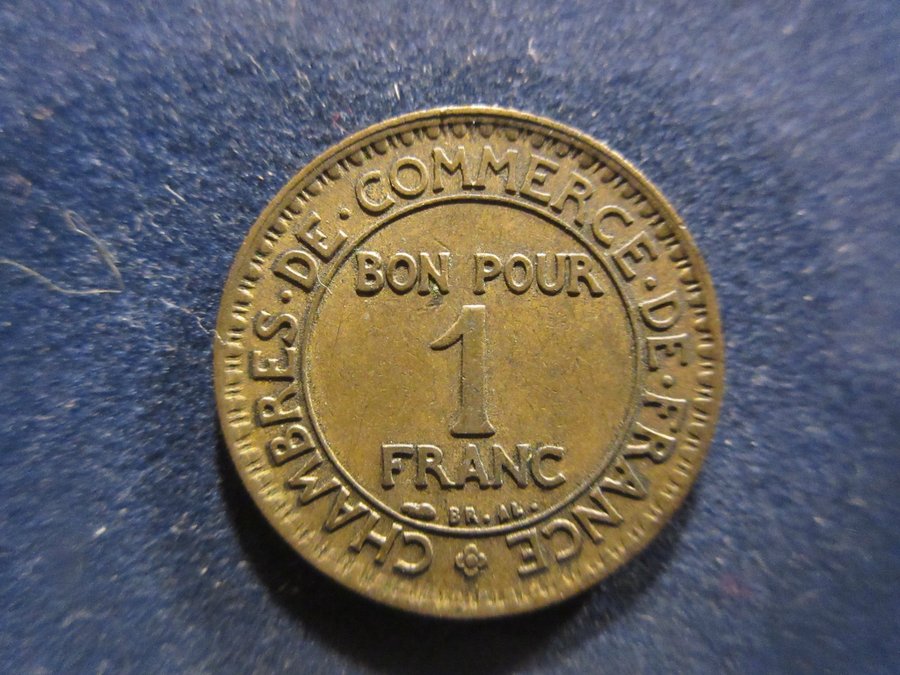 CHAMBRES · DE · COMMERCE · DE · FRANCE
BON POUR
1
FRANC
BR. AL.